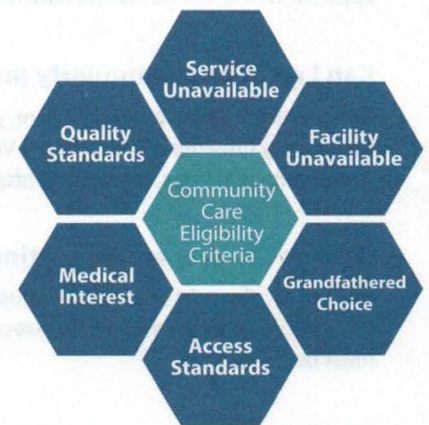 Service
Unavailable
Quality
Standards
Facility
Unavailable
Community
Care
Eligibility
Criteria
Medical
Interest
Grandfathered
Choice
Access
Standards